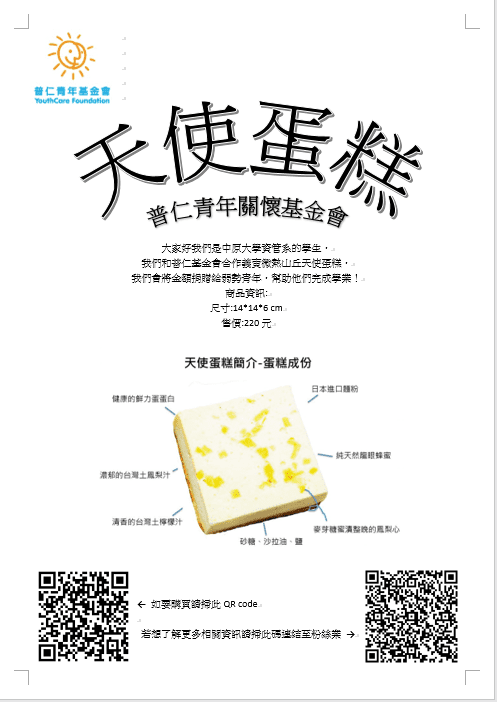 普仁青年基金會
YouthCare Foundation
天使蛋糕
普仁青年關懷基金會
大家好我們是中原大學資管系的學生，
我們和普仁基金會合作義賣微熱山丘天使蛋糕，
我們會將金額捐贈給弱勢青年，幫助他們完成學業！
商品資訊:
尺寸:14*14*6 cm
售價:220 元
天使蛋糕簡介-蛋糕成份
日本進口麵粉
健康的鮮力蛋蛋白
純天然龍眼蜂蜜
濃郁的台灣土鳳梨汁
清香的台灣土檸檬汁
麥芽糖蜜漬整晚的鳳梨心
砂糖、沙拉油、鹽
← 如要購買請掃此 QR code
若想了解更多相關資訊請掃此碼連結至粉絲業 →